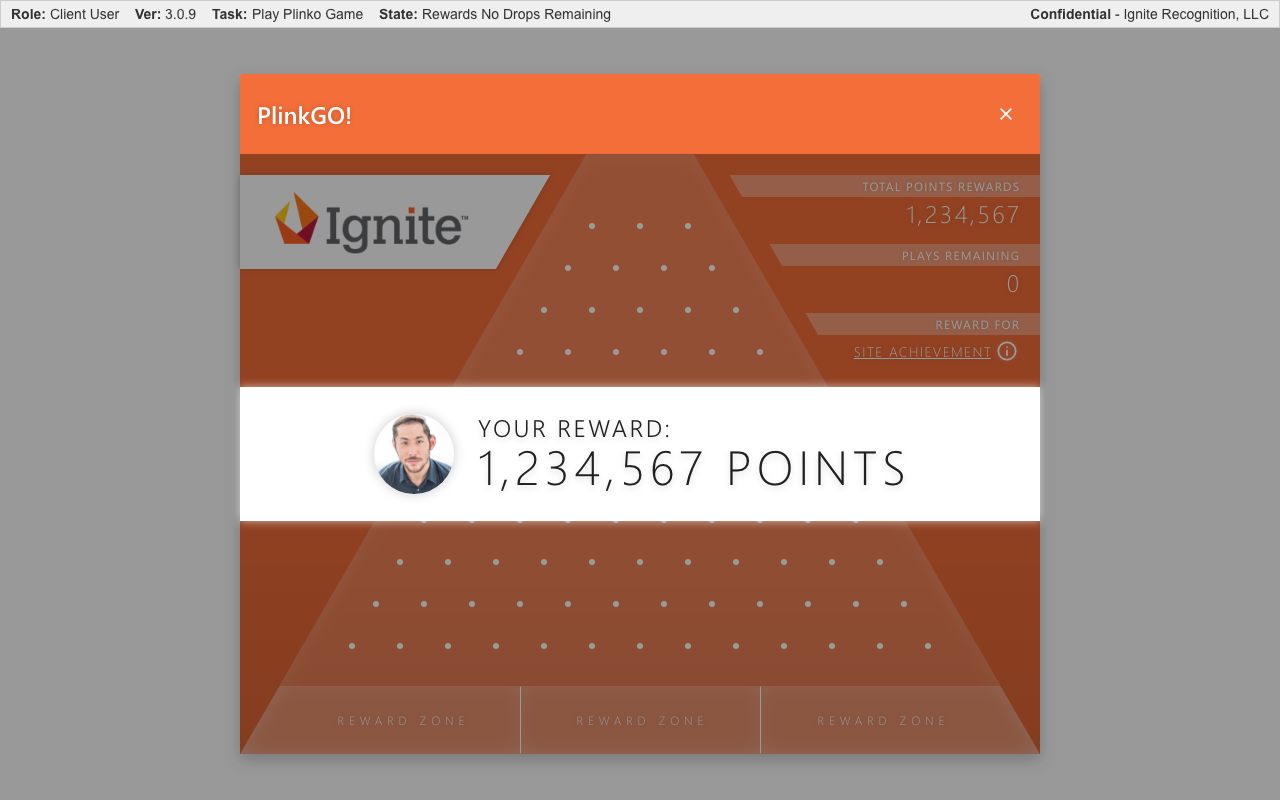 Role: Client User Ver: 3.0.9 Task: Play Plinko Game State: Rewards No Drops Remaining Confidential - Ignite Recognition, LLC
PlinkGO!
Ignite™
TOTAL POINTS REWARDS
1,234,567
PLAYS REMAINING
0
REWARD FOR
SITE ACHIEVEMENT
YOUR REWARD:
1,234,567 POINTS
REWARD ZONE REWARD ZONE REWARD ZONE